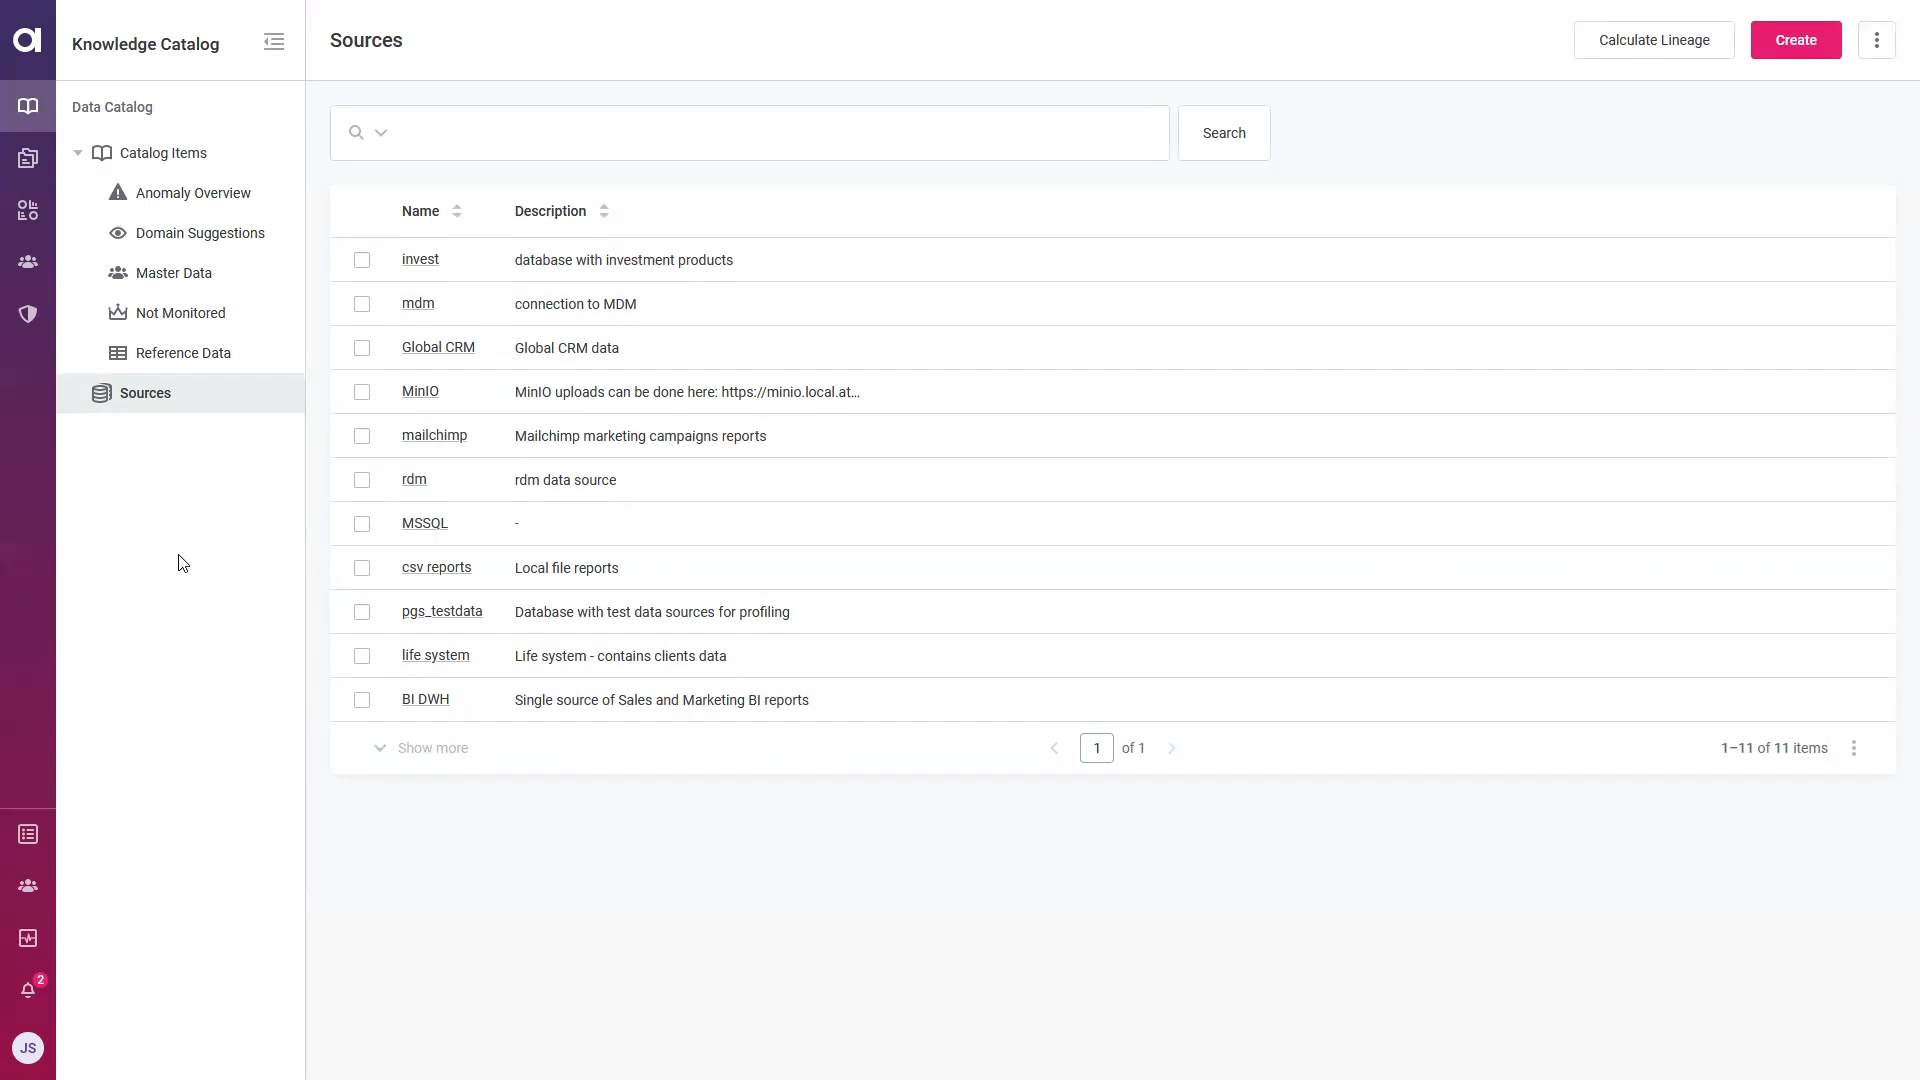 Knowledge Catalog
Sources
Calculate Lineage
Create
Data Catalog
Catalog Items
Anomaly Overview
Domain Suggestions
Master Data
Not Monitored
Reference Data
Sources
Search
Name Description
invest database with investment products
mdm connection to MDM
Global CRM Global CRM data
MinIO MinIO uploads can be done here: https://minio.local.at...
mailchimp Mailchimp marketing campaigns reports
rdm rdm data source
MSSQL -
csv reports Local file reports
pgs_testdata Database with test data sources for profiling
life system Life system - contains clients data
BI DWH Single source of Sales and Marketing BI reports
Show more 1 of 1 1–11 of 11 items
2
JS